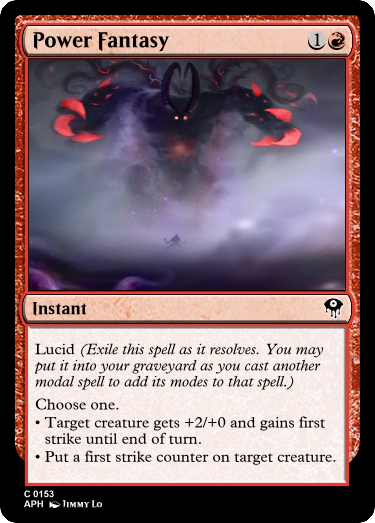 Power Fantasy 1
Instant
Lucid (Exile this spell as it resolves. You may
put it into your graveyard as you cast another
modal spell to add its modes to that spell.)
Choose one.
• Target creature gets +2/+0 and gains first
strike until end of turn.
• Put a first strike counter on target creature.
C 0153
APH Jimmy Lo